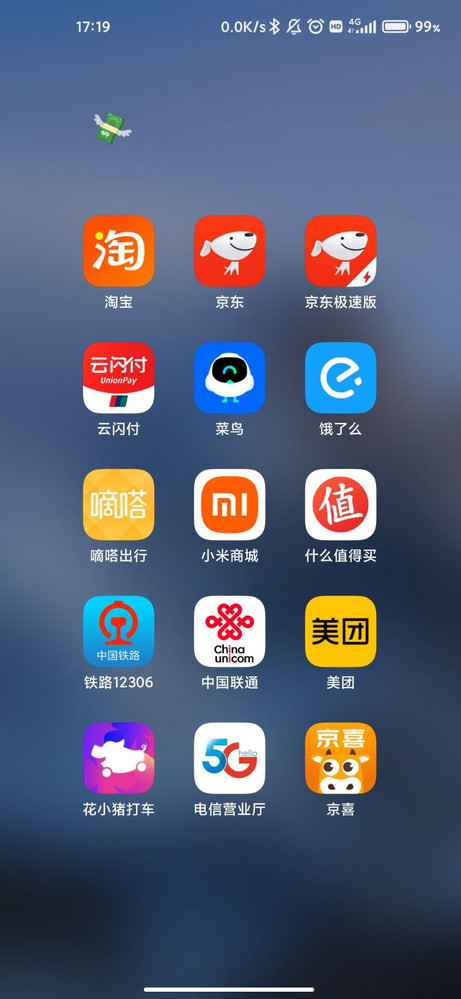 17:19 0.0K/s HD 4G 99%
淘
淘宝 京东 京东极速版
云闪付
UnionPay
云闪付 菜鸟 饿了么
嘀嗒 值
嘀嗒出行 小米商城 什么值得买
中国铁路 China unicom 美团
铁路12306 中国联通 美团
5G hello 京喜
花小猪打车 电信营业厅 京喜